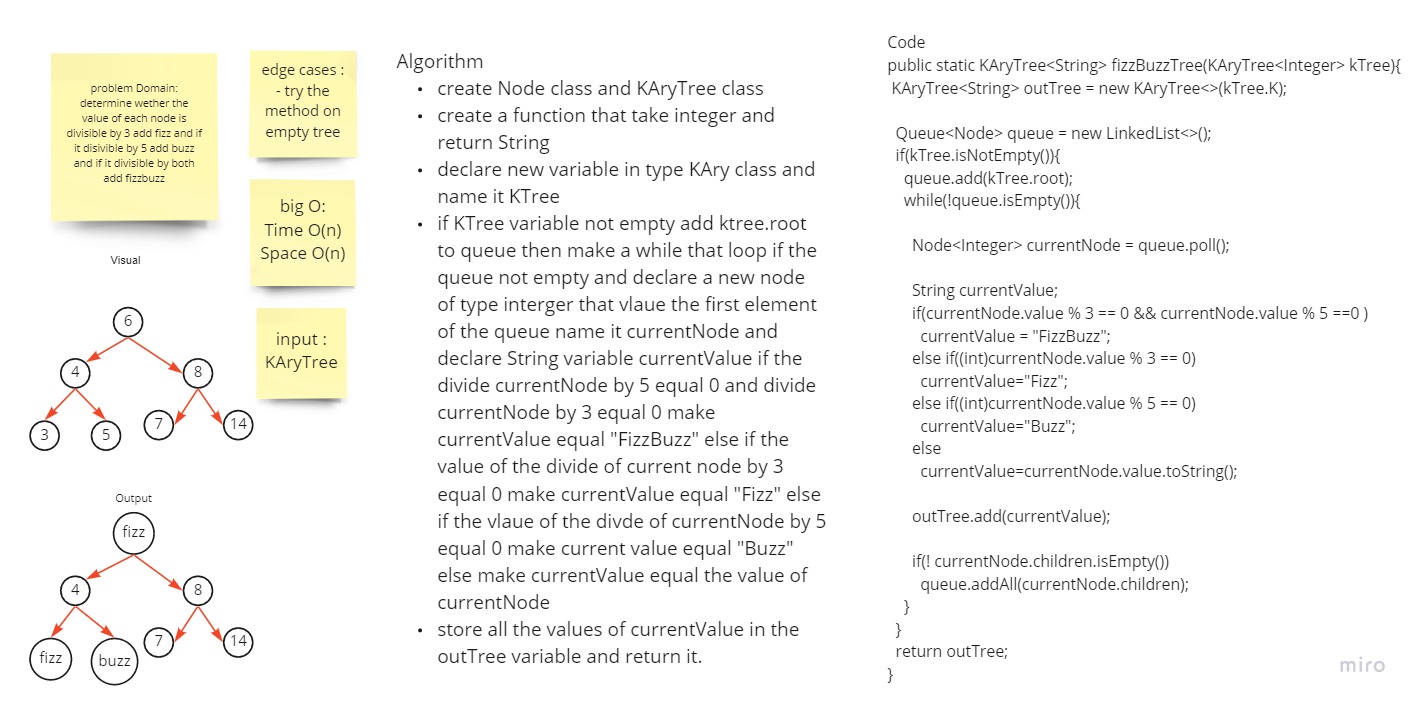 problem Domain:
determine wether the
value of each node is
divisible by 3 add fizz and if
it disivible by 5 add buzz
and if it divisible by both
add fizzbuzz
edge cases :
- try the
method on
empty tree
big O:
Time O(n)
Space O(n)
input :
KAryTree
Visual
6
4
8
3
5
7
14
Output
fizz
4
8
fizz
buzz
7
14
Algorithm
• create Node class and KAryTree class
• create a function that take integer and
return String
• declare new variable in type KAry class and
name it KTree
• if KTree variable not empty add ktree.root
to queue then make a while that loop if the
queue not empty and declare a new node
of type interger that vlaue the first element
of the queue name it currentNode and
declare String variable currentValue if the
divide currentNode by 5 equal 0 and divide
currentNode by 3 equal 0 make
currentValue equal "FizzBuzz" else if the
value of the divide of current node by 3
equal 0 make currentValue equal "Fizz" else
if the vlaue of the divde of currentNode by 5
equal 0 make current value equal "Buzz"
else make currentValue equal the value of
currentNode
• store all the values of currentValue in the
outTree variable and return it.
Code
public static KAryTree<String> fizzBuzzTree(KAryTree<Integer> kTree){
KAryTree<String> outTree = new KAryTree<>(kTree.K);
Queue<Node> queue = new LinkedList<>();
if(kTree.isNotEmpty()){
queue.add(kTree.root);
while(!queue.isEmpty()){
Node<Integer> currentNode = queue.poll();
String currentValue;
if(currentNode.value % 3 == 0 && currentNode.value % 5 ==0 )
currentValue = "FizzBuzz";
else if((int)currentNode.value % 3 == 0)
currentValue="Fizz";
else if((int)currentNode.value % 5 == 0)
currentValue="Buzz";
else
currentValue=currentNode.value.toString();
outTree.add(currentValue);
if(! currentNode.children.isEmpty())
queue.addAll(currentNode.children);
}
}
return outTree;
}
miro